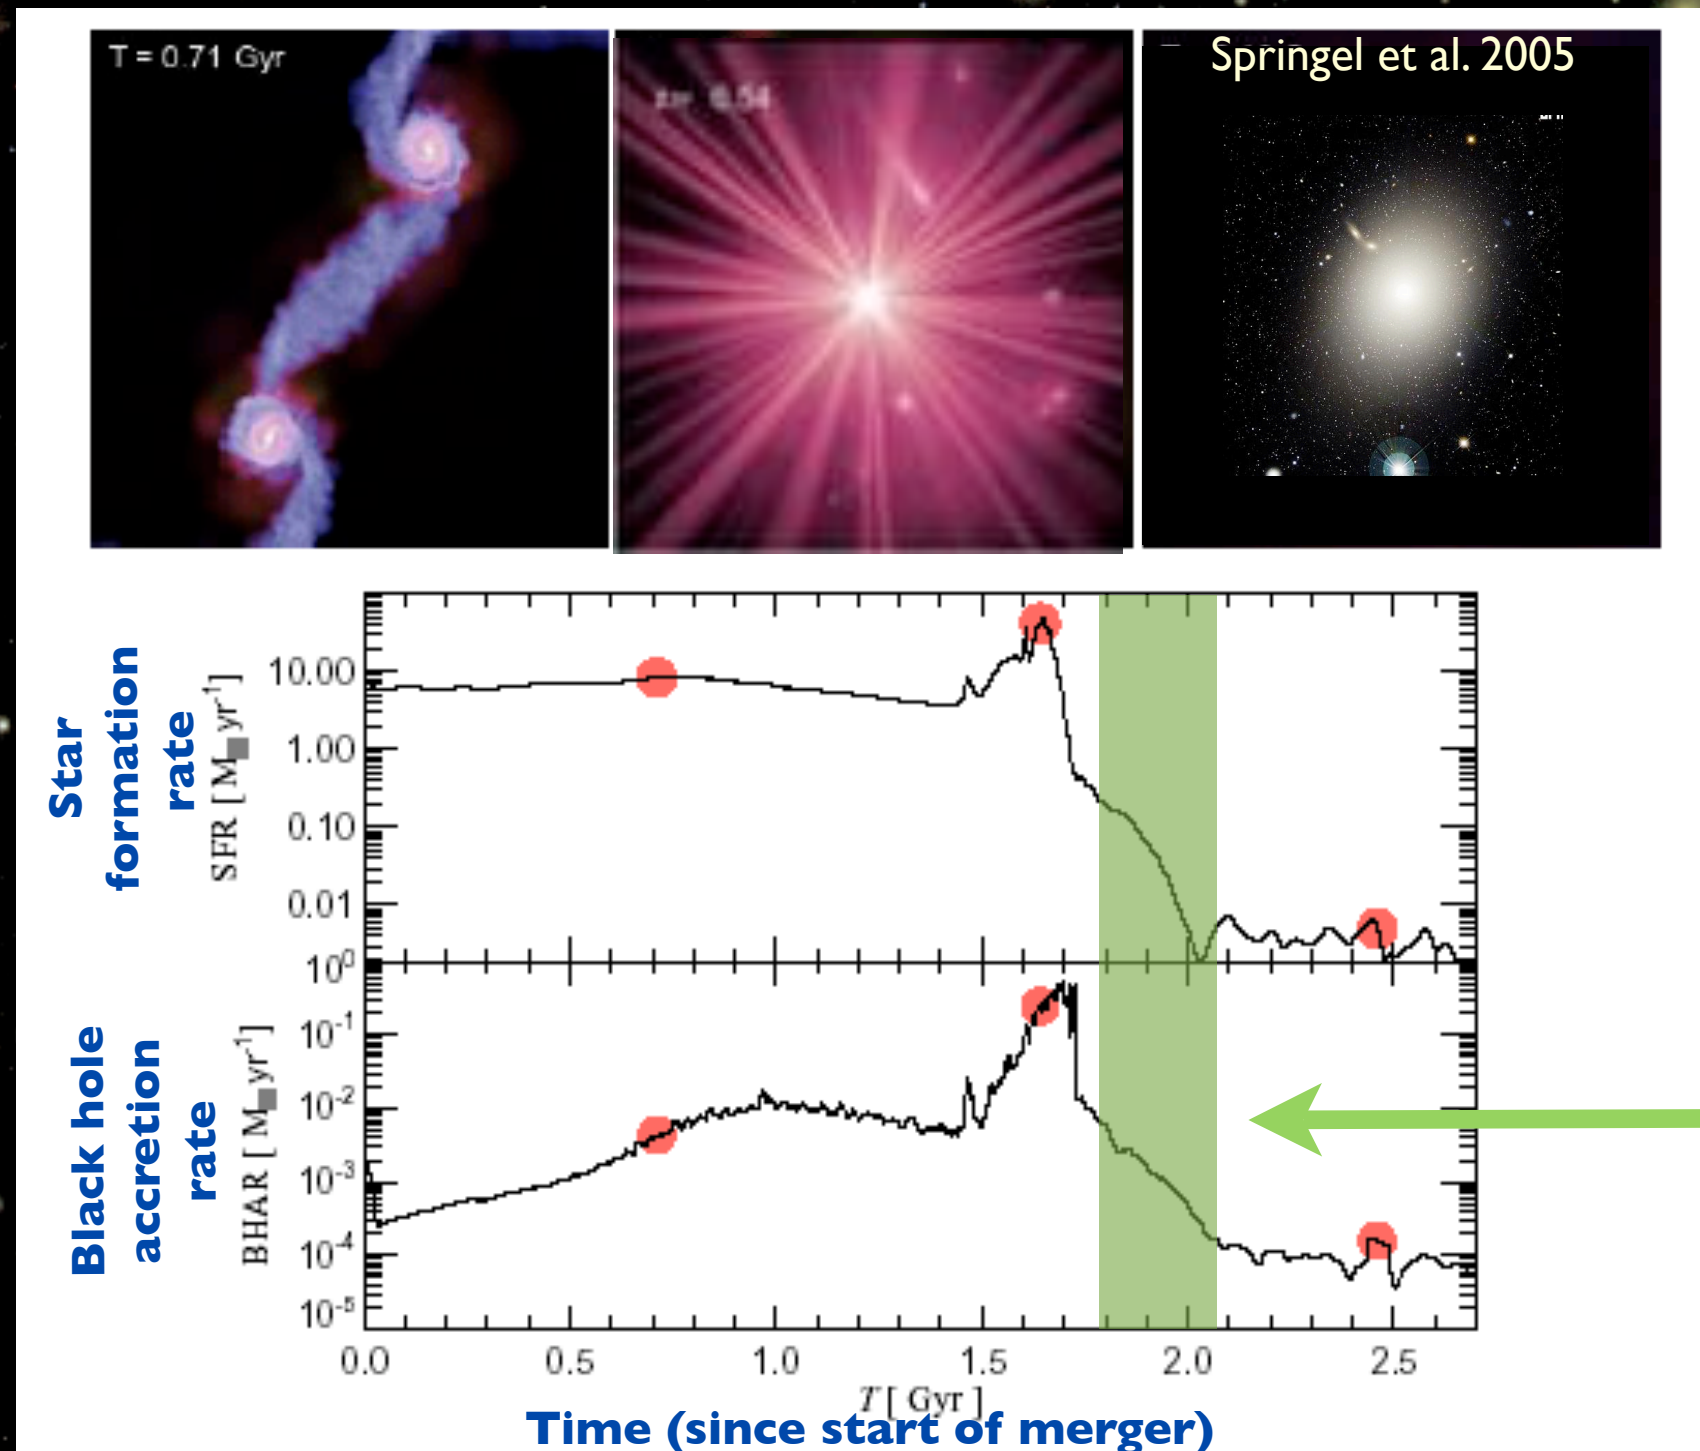 T = 0.71 Gyr
Springel et al. 2005
Star
formation
rate
SFR [ M yr-1]
10.00
1.00
0.10
0.01
Black hole
accretion
rate
BHAR [ M yr-1]
10^0
10^-1
10^-2
10^-3
10^-4
10^-5
0.0 0.5 1.0 1.5 2.0 2.5
T [ Gyr ]
Time (since start of merger)